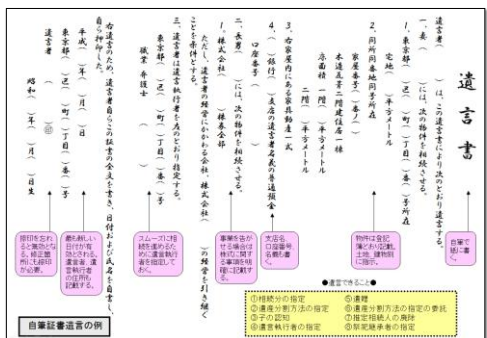 遺言書
遺言者（　　）は、この遺言書により次のとおり遺言する。
一、妻（　　）には、次の物件を相続させる。
1．東京都（　）区（　）町（　）丁目（　）番（　）号所在
宅地（　）平方メートル
2．同所同番地同号所在
家屋番号（　番ノ　）
木造瓦葺二階建住居一棟
床面積　一階（　）平方メートル
二階（　）平方メートル
3．右家屋内にある家具動産一式
4．（　）銀行（　）支店の遺言者名義の普通預金
口座番号（　　）
二、長男（　　）には、次の物件を相続させる。
1．株式会社（　　）株券全部
ただし、遺言者の経営にかかわる会社、株式会社（　　）の経営を引き継ぐ
ことを条件とする。
三、遺言者は遺言執行者を左のとおり指定する。
東京都（　）区（　）町（　）丁目（　）番（　）号
職業　弁護士（　　）
右遺言のため、遺言者自らこの証書の全文を書き、日付および氏名を自書し、
自ら押印した。
平成（　）年（　）月（　）日
東京都（　）区（　）町（　）丁目（　）番（　）号
遺言者（　　）㊞
昭和（　）年（　）月（　）日生
自筆で縦に書く。
物件は登記簿どおり記載。土地、建物別に指示。
支店名、口座番号、名義も書く。
事業を告がせる場合は株式に関する事項を明確に記載する。
スムーズに相続を進めるために遺言執行者を指定しておく。
最も新しい日付が有効とされる。遺言者、遺言執行者の住所も記載する。
捺印を忘れると無効となる。修正箇所にも捺印が必要。
●遺言できること●
①相続分の指定
②遺産分割方法の指定
③子の認知
④遺言執行者の指定
⑤遺贈
⑥遺産分割方法の指定の委託
⑦推定相続人の廃除
⑧祭祀継承者の指定
自筆証書遺言の例